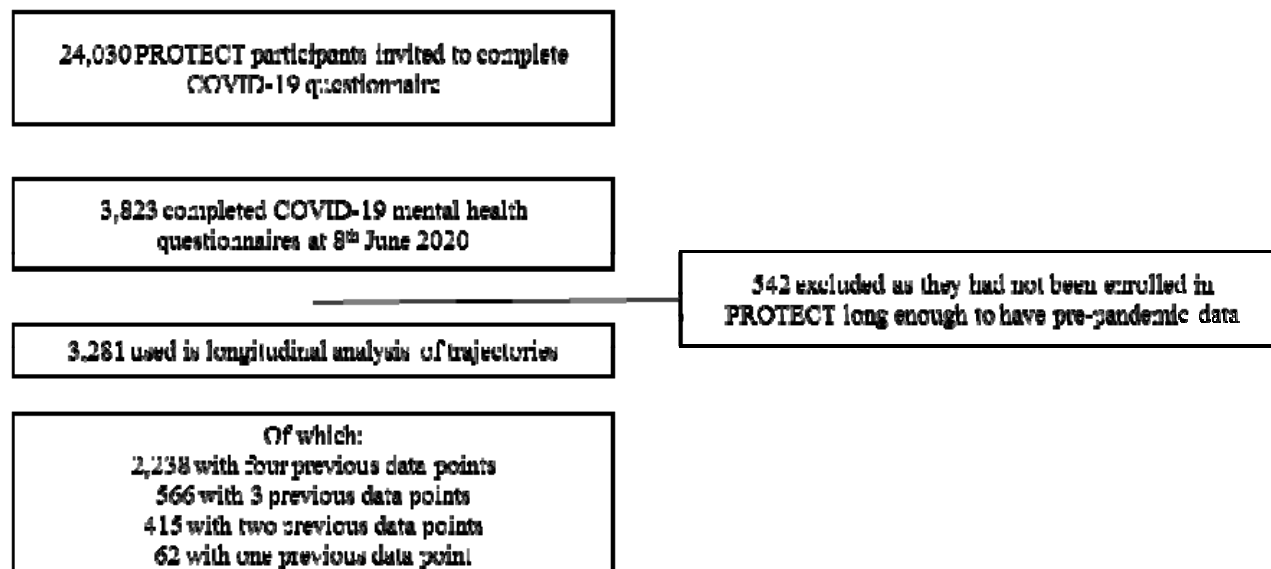 24,030 PROTECT participants invited to complete
COVID-19 questionnaire
3,823 completed COVID-19 mental health
questionnaires at 8th June 2020
542 excluded as they had not been enrolled in
PROTECT long enough to have pre-pandemic data
3,281 used is longitudinal analysis of trajectories
Of which:
2,238 with four previous data points
566 with 3 previous data points
415 with two previous data points
62 with one previous data point